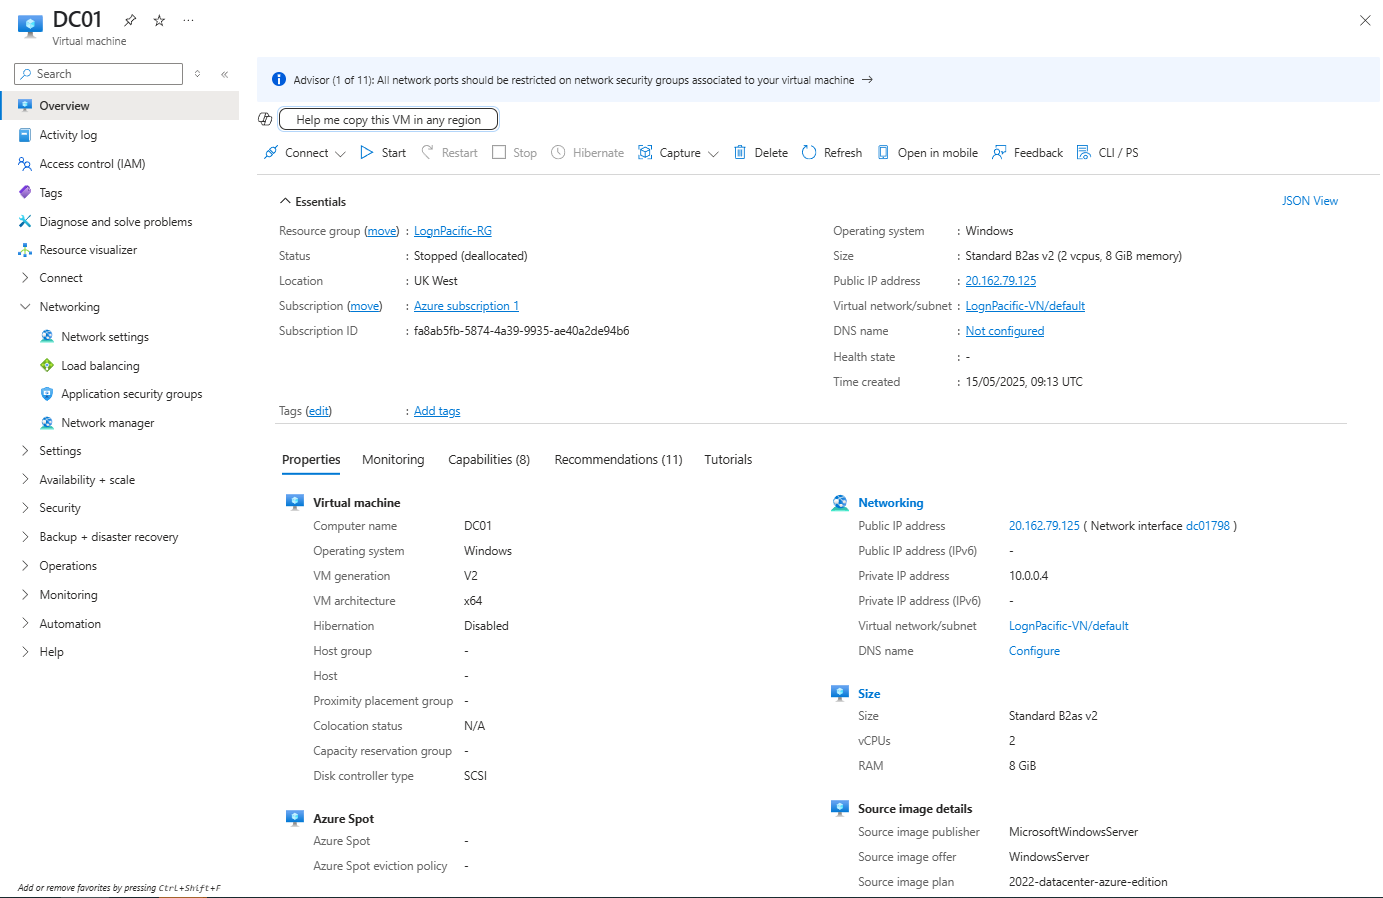 DC01
Virtual machine
Search
Overview
Activity log
Access control (IAM)
Tags
Diagnose and solve problems
Resource visualizer
Connect
Networking
Network settings
Load balancing
Application security groups
Network manager
Settings
Availability + scale
Security
Backup + disaster recovery
Operations
Monitoring
Automation
Help
Add or remove favorites by pressing Ctrl+Shift+F
Advisor (1 of 11): All network ports should be restricted on network security groups associated to your virtual machine →
Help me copy this VM in any region
Connect Start Restart Stop Hibernate Capture Delete Refresh Open in mobile Feedback CLI / PS
Essentials JSON View
Resource group (move) : LognPacific-RG
Status : Stopped (deallocated)
Location : UK West
Subscription (move) : Azure subscription 1
Subscription ID : fa8ab5fb-5874-4a39-9935-ae40a2de94b6
Operating system : Windows
Size : Standard B2as v2 (2 vcpus, 8 GiB memory)
Public IP address : 20.162.79.125
Virtual network/subnet : LognPacific-VN/default
DNS name : Not configured
Health state : -
Time created : 15/05/2025, 09:13 UTC
Tags (edit) : Add tags
Properties Monitoring Capabilities (8) Recommendations (11) Tutorials
Virtual machine
Computer name DC01
Operating system Windows
VM generation V2
VM architecture x64
Hibernation Disabled
Host group -
Host -
Proximity placement group -
Colocation status N/A
Capacity reservation group -
Disk controller type SCSI
Azure Spot
Azure Spot -
Azure Spot eviction policy -
Networking
Public IP address 20.162.79.125 ( Network interface dc01798 )
Public IP address (IPv6) -
Private IP address 10.0.0.4
Private IP address (IPv6) -
Virtual network/subnet LognPacific-VN/default
DNS name Configure
Size
Size Standard B2as v2
vCPUs 2
RAM 8 GiB
Source image details
Source image publisher MicrosoftWindowsServer
Source image offer WindowsServer
Source image plan 2022-datacenter-azure-edition